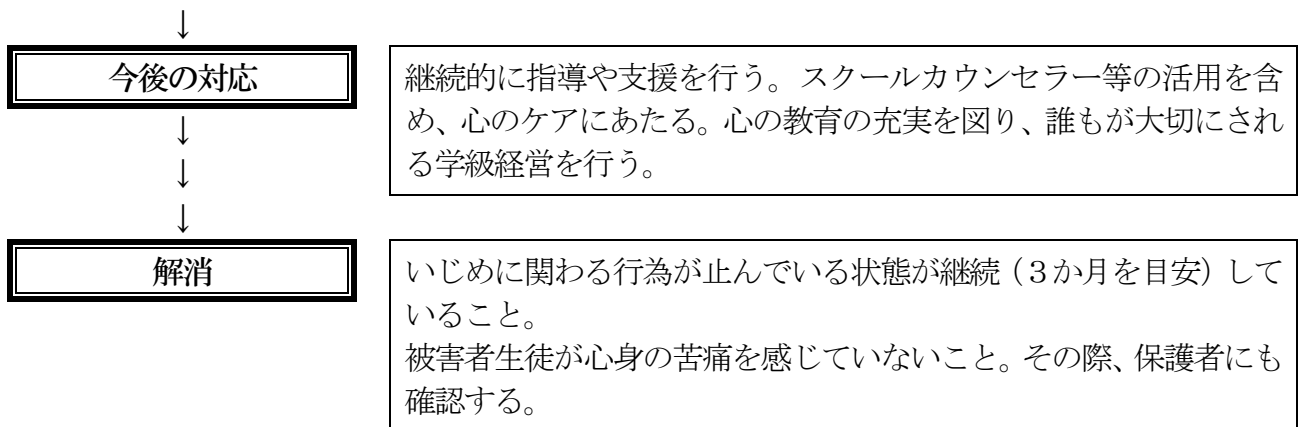 ↓
今後の対応
継続的に指導や支援を行う。スクールカウンセラー等の活用を含
め、心のケアにあたる。心の教育の充実を図り、誰もが大切にされ
る学級経営を行う。
↓
↓
↓
解消
いじめに関わる行為が止んでいる状態が継続（３か月を目安）して
いること。
被害者生徒が心身の苦痛を感じていないこと。その際、保護者にも
確認する。